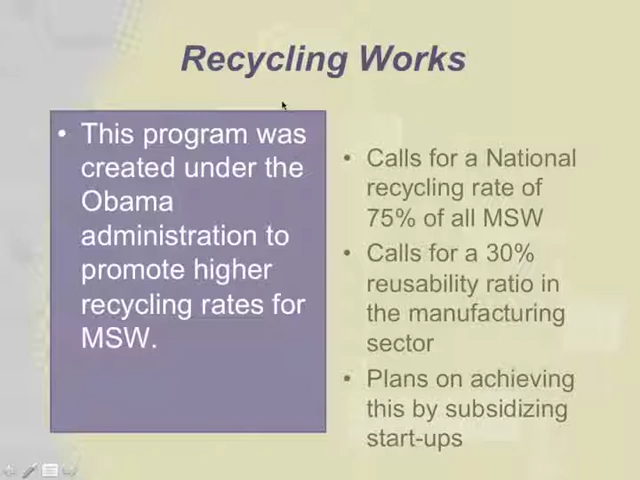 Recycling Works
• This program was
created under the
Obama
administration to
promote higher
recycling rates for
MSW.
• Calls for a National
recycling rate of
75% of all MSW
• Calls for a 30%
reusability ratio in
the manufacturing
sector
• Plans on achieving
this by subsidizing
start-ups